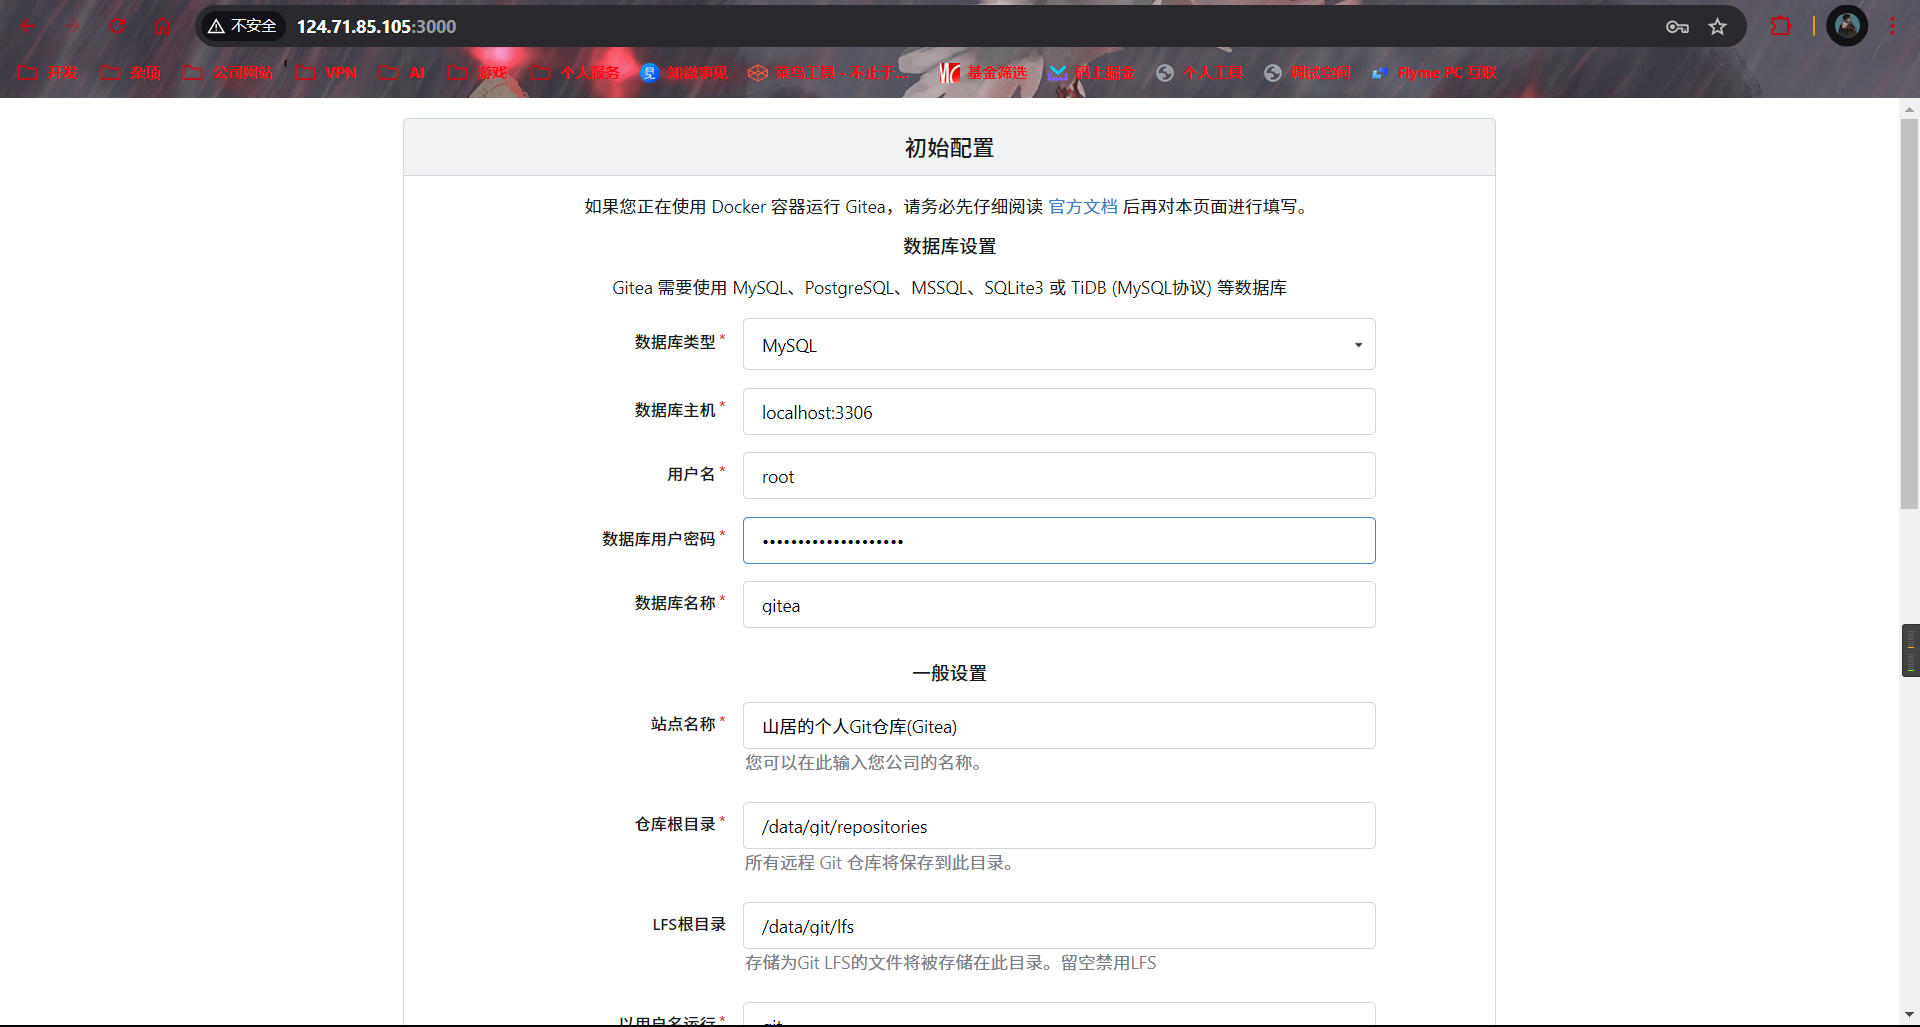 不安全 124.71.85.105:3000
开发 杂项 公司网站 VPN AI 游戏 个人服务 知微事见 菜鸟工具 - 不止于... 基金筛选 码上掘金 个人工具 调试空间 Flyme PC 互联
初始配置
如果您正在使用 Docker 容器运行 Gitea，请务必先仔细阅读 官方文档 后再对本页面进行填写。
数据库设置
Gitea 需要使用 MySQL、PostgreSQL、MSSQL、SQLite3 或 TiDB (MySQL协议) 等数据库
数据库类型* MySQL
数据库主机* localhost:3306
用户名* root
数据库用户密码* ••••••••••••••••••••
数据库名称* gitea
一般设置
站点名称* 山居的个人Git仓库(Gitea)
您可以在此输入您公司的名称。
仓库根目录* /data/git/repositories
所有远程 Git 仓库将保存到此目录。
LFS根目录 /data/git/lfs
存储为Git LFS的文件将被存储在此目录。留空禁用LFS
以用户名运行* git